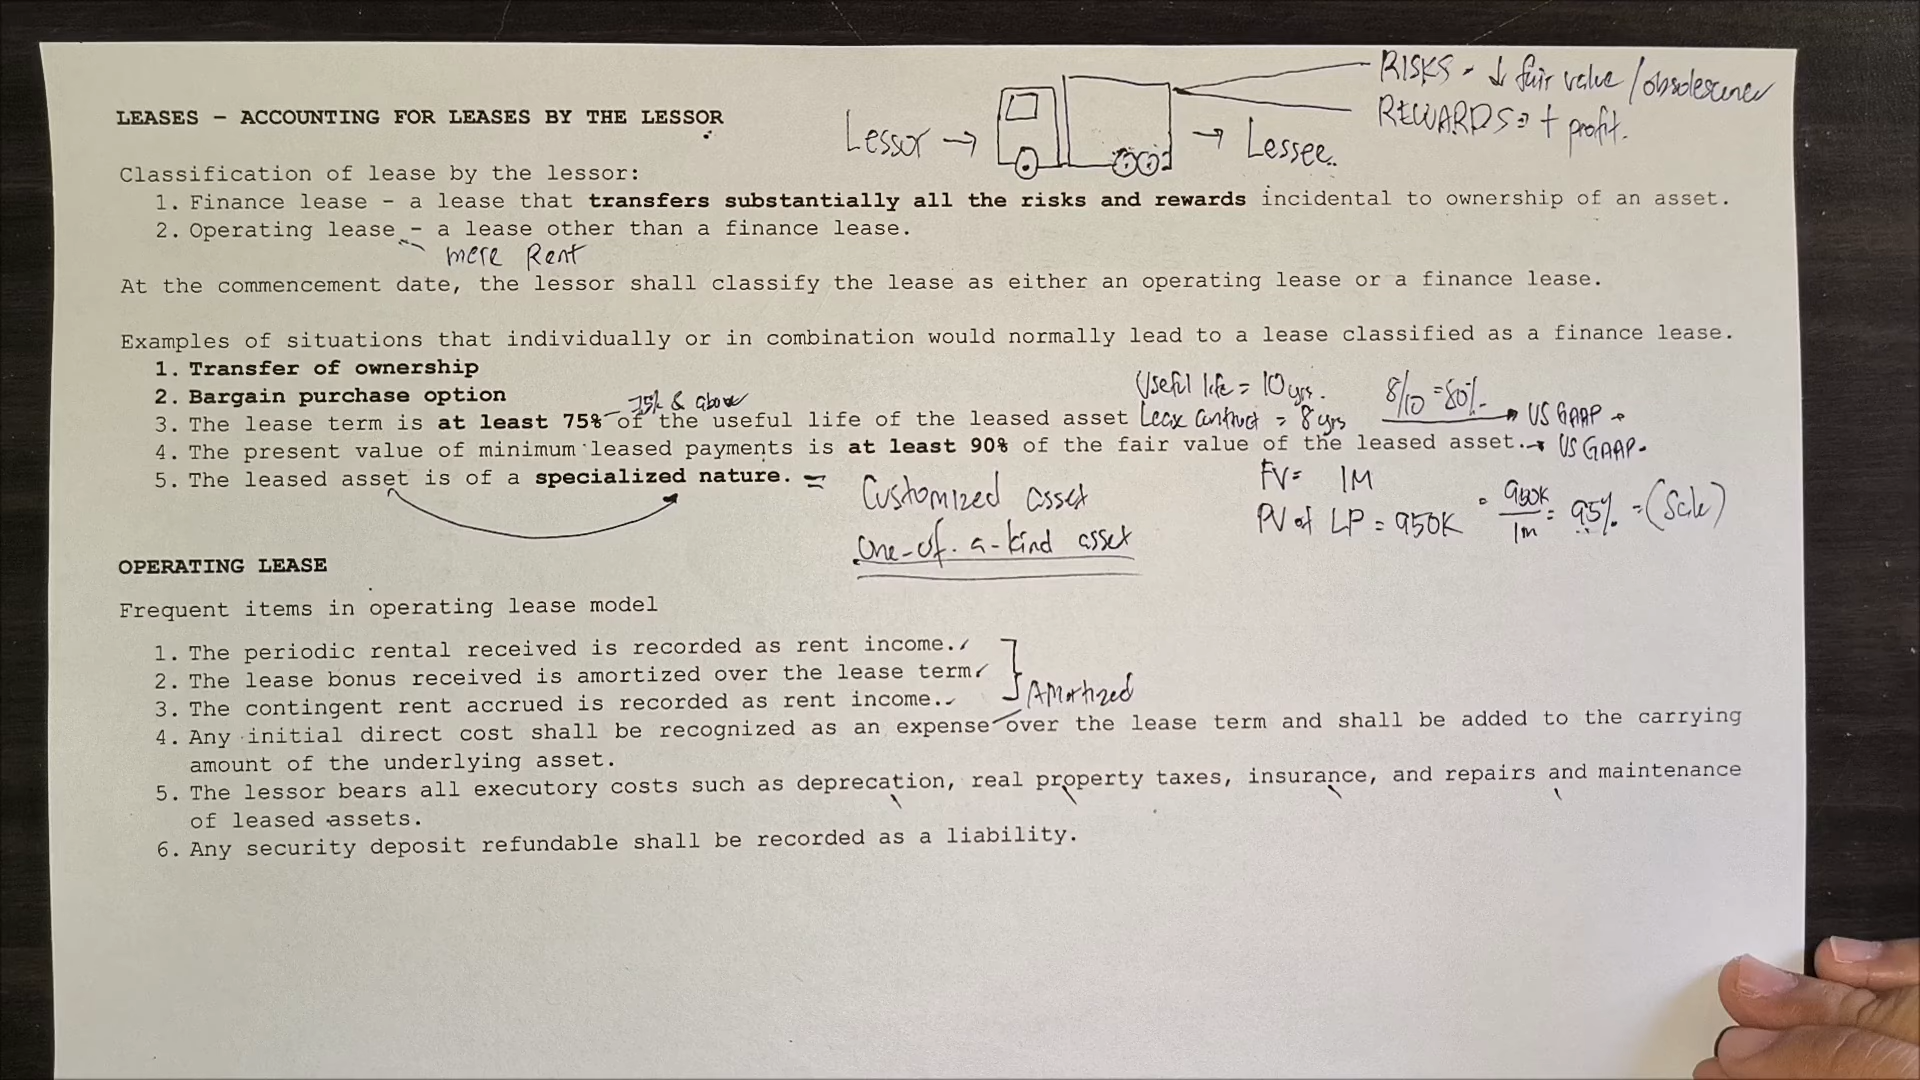 RISKS - ↓ fair value / obsolescence
REWARDS = + profit.
LEASES – ACCOUNTING FOR LEASES BY THE LESSOR
Lessor → → Lessee.
Classification of lease by the lessor:
1. Finance lease – a lease that transfers substantially all the risks and rewards incidental to ownership of an asset.
2. Operating lease – a lease other than a finance lease.
mere Rent
At the commencement date, the lessor shall classify the lease as either an operating lease or a finance lease.
Examples of situations that individually or in combination would normally lead to a lease classified as a finance lease.
1. Transfer of ownership
2. Bargain purchase option
75% & above
Useful life = 10 yrs.
8/10 = 80%
3. The lease term is at least 75% of the useful life of the leased asset
Lease contract = 8 yrs → US GAAP
4. The present value of minimum leased payments is at least 90% of the fair value of the leased asset. → US GAAP.
5. The leased asset is of a specialized nature. =
Customized asset
one-of-a-kind asset
FV = 1M
PV of LP = 950K = 950K/1m = 95% = (Sale)
OPERATING LEASE
Frequent items in operating lease model
1. The periodic rental received is recorded as rent income.
2. The lease bonus received is amortized over the lease term
3. The contingent rent accrued is recorded as rent income.
Amortized
4. Any initial direct cost shall be recognized as an expense over the lease term and shall be added to the carrying
amount of the underlying asset.
5. The lessor bears all executory costs such as deprecation, real property taxes, insurance, and repairs and maintenance
of leased assets.
6. Any security deposit refundable shall be recorded as a liability.